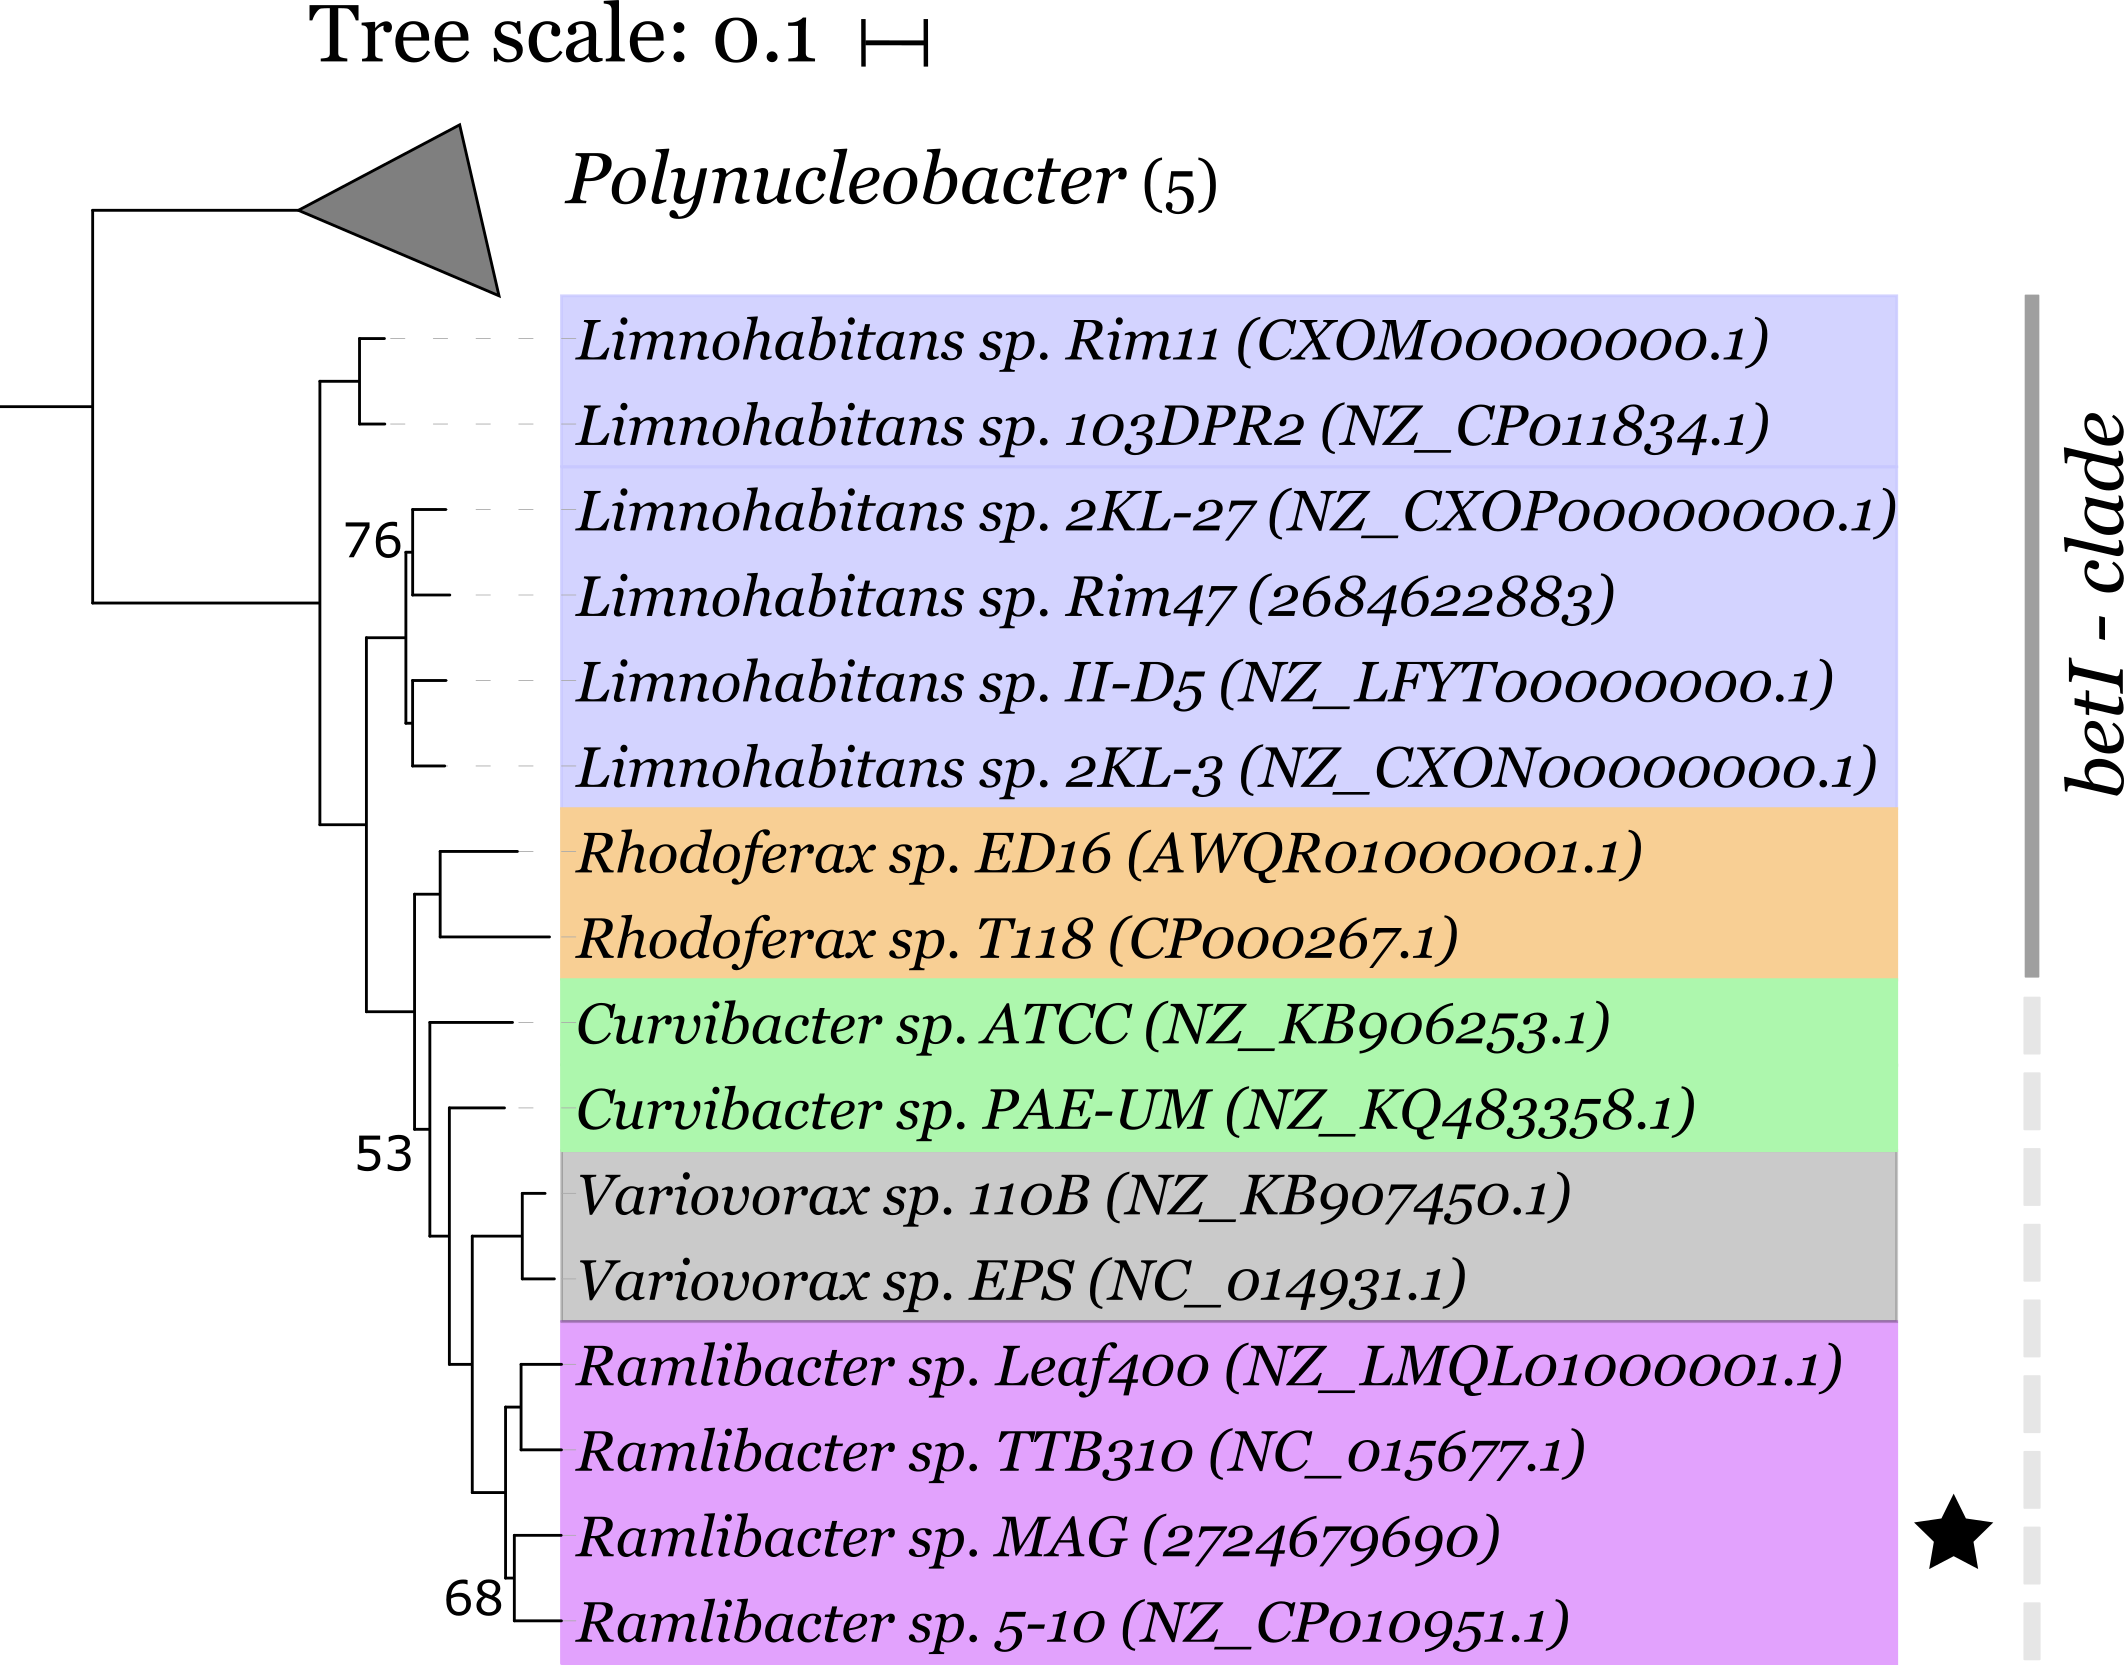 Tree scale: 0.1
Polynucleobacter (5)
Limnohabitans sp. Rim11 (CXOM00000000.1)
Limnohabitans sp. 103DPR2 (NZ_CP011834.1)
Limnohabitans sp. 2KL-27 (NZ_CXOP00000000.1)
76
Limnohabitans sp. Rim47 (2684622883)
Limnohabitans sp. II-D5 (NZ_LFYT00000000.1)
Limnohabitans sp. 2KL-3 (NZ_CXON00000000.1)
Rhodoferax sp. ED16 (AWQR01000001.1)
Rhodoferax sp. T118 (CP000267.1)
Curvibacter sp. ATCC (NZ_KB906253.1)
Curvibacter sp. PAE-UM (NZ_KQ483358.1)
53
Variovorax sp. 110B (NZ_KB907450.1)
Variovorax sp. EPS (NC_014931.1)
Ramlibacter sp. Leaf400 (NZ_LMQL01000001.1)
Ramlibacter sp. TTB310 (NC_015677.1)
Ramlibacter sp. MAG (2724679690)
68
Ramlibacter sp. 5-10 (NZ_CP010951.1)
betI - clade